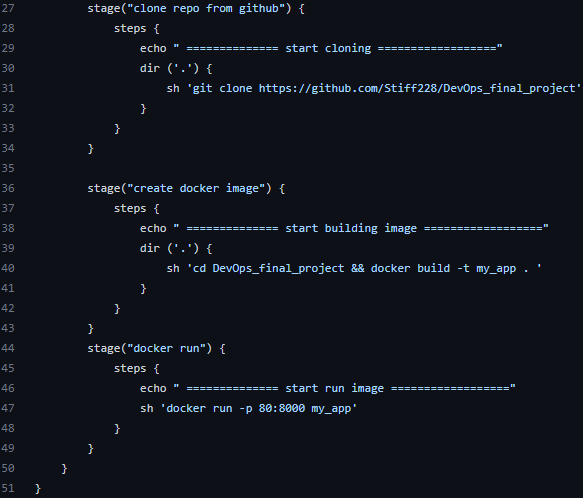 27 stage("clone repo from github") {
28 steps {
29 echo " ============== start cloning =================="
30 dir ('.') {
31 sh 'git clone https://github.com/Stiff228/DevOps_final_project'
32 }
33 }
34 }
35
36 stage("create docker image") {
37 steps {
38 echo " ============== start building image =================="
39 dir ('.') {
40 sh 'cd DevOps_final_project && docker build -t my_app . '
41 }
42 }
43 }
44 stage("docker run") {
45 steps {
46 echo " ============== start run image =================="
47 sh 'docker run -p 80:8000 my_app'
48 }
49 }
50 }
51 }